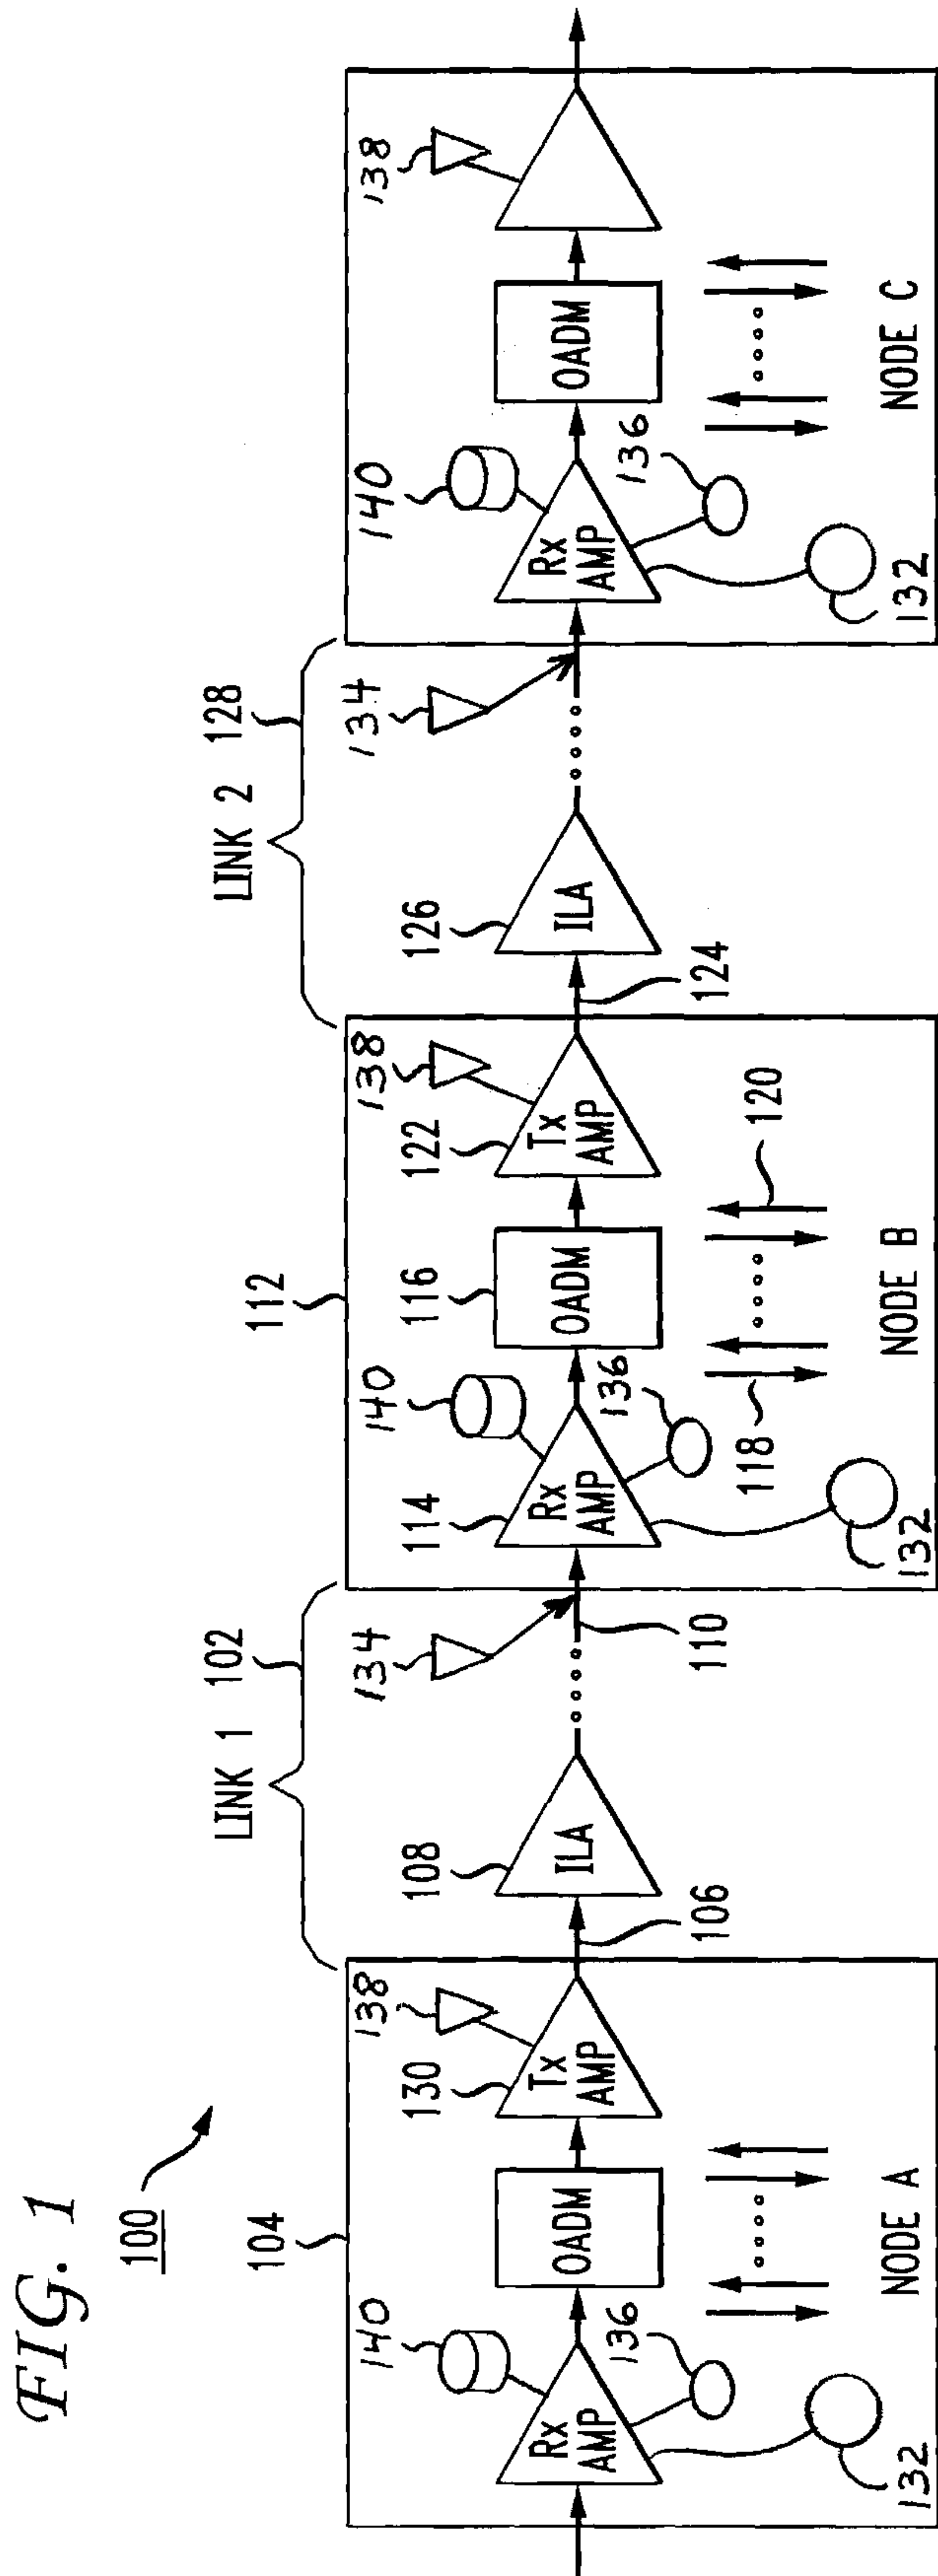 FIG. 1
100
LINK 1 102
LINK 2 128
104
112
140
138
134
140
138
134
140
138
130
108
114
122
126
Rx AMP
OADM
Tx AMP
ILA
Rx AMP
OADM
116
Tx AMP
ILA
Rx AMP
OADM
136
106
110
136
124
136
118
120
132
NODE A
132
NODE B
132
NODE C